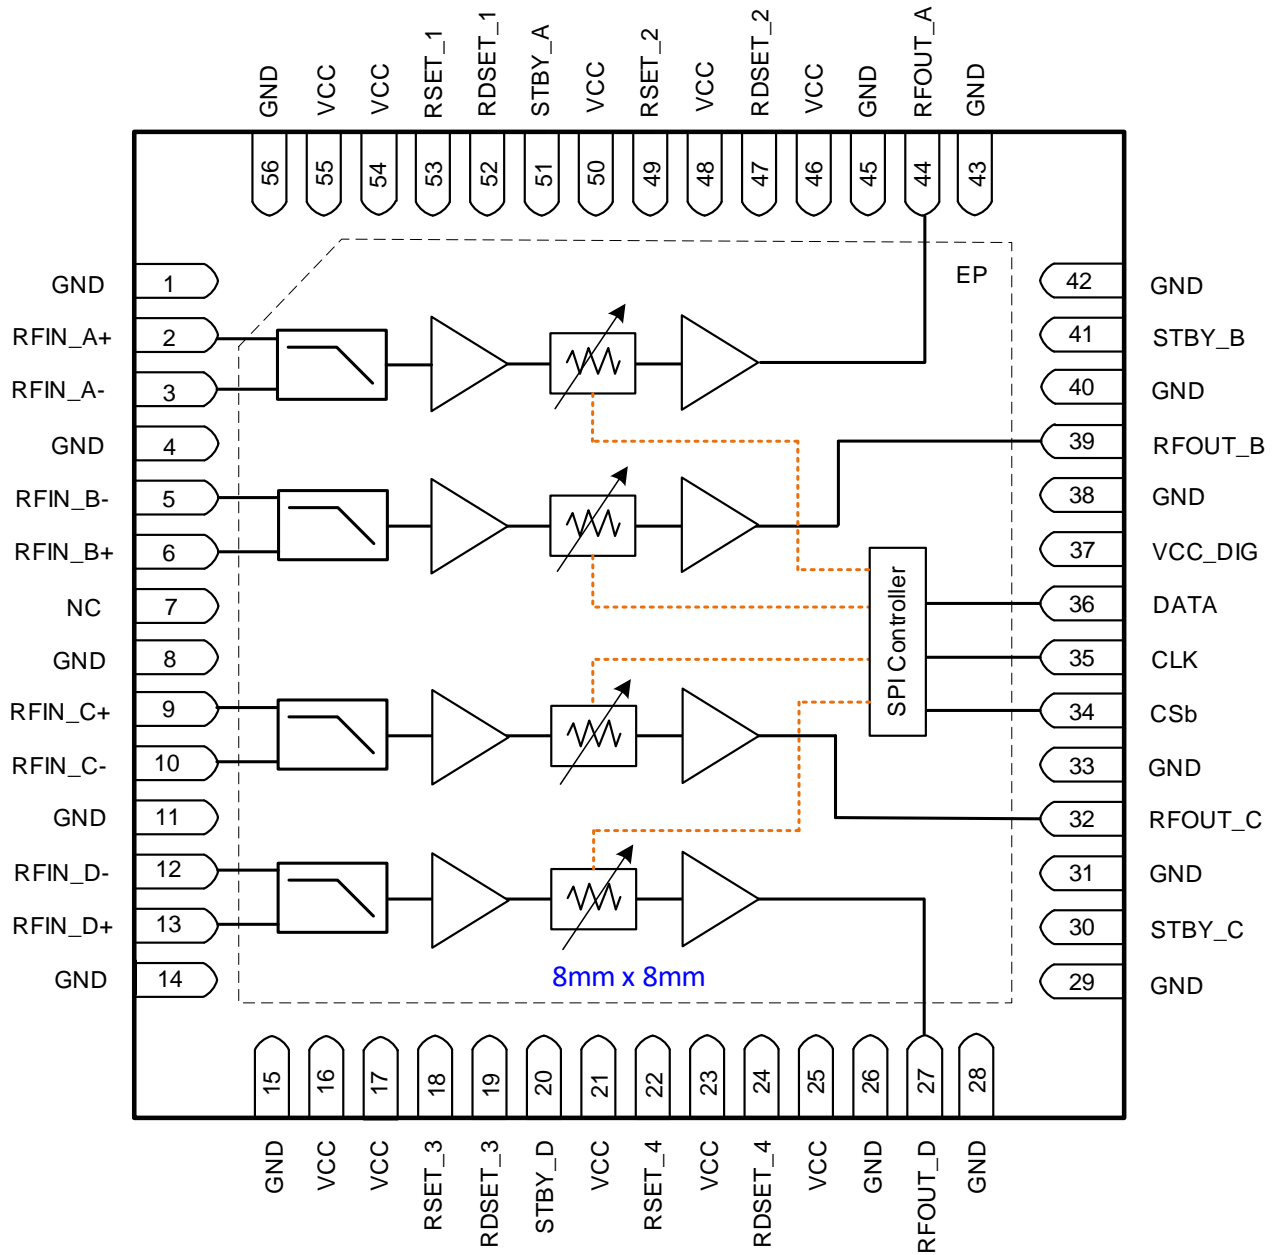 GND
VCC
VCC
RSET_1
RDSET_1
STBY_A
VCC
RSET_2
VCC
RDSET_2
VCC
GND
RFOUT_A
GND
56
55
54
53
52
51
50
49
48
47
46
45
44
43
EP
GND 1
RFIN_A+ 2
RFIN_A- 3
GND 4
RFIN_B- 5
RFIN_B+ 6
NC 7
GND 8
RFIN_C+ 9
RFIN_C- 10
GND 11
RFIN_D- 12
RFIN_D+ 13
GND 14
42 GND
41 STBY_B
40 GND
39 RFOUT_B
38 GND
37 VCC_DIG
36 DATA
35 CLK
34 CSb
33 GND
32 RFOUT_C
31 GND
30 STBY_C
29 GND
SPI Controller
8mm x 8mm
15
16
17
18
19
20
21
22
23
24
25
26
27
28
GND
VCC
VCC
RSET_3
RDSET_3
STBY_D
VCC
RSET_4
VCC
RDSET_4
VCC
GND
RFOUT_D
GND